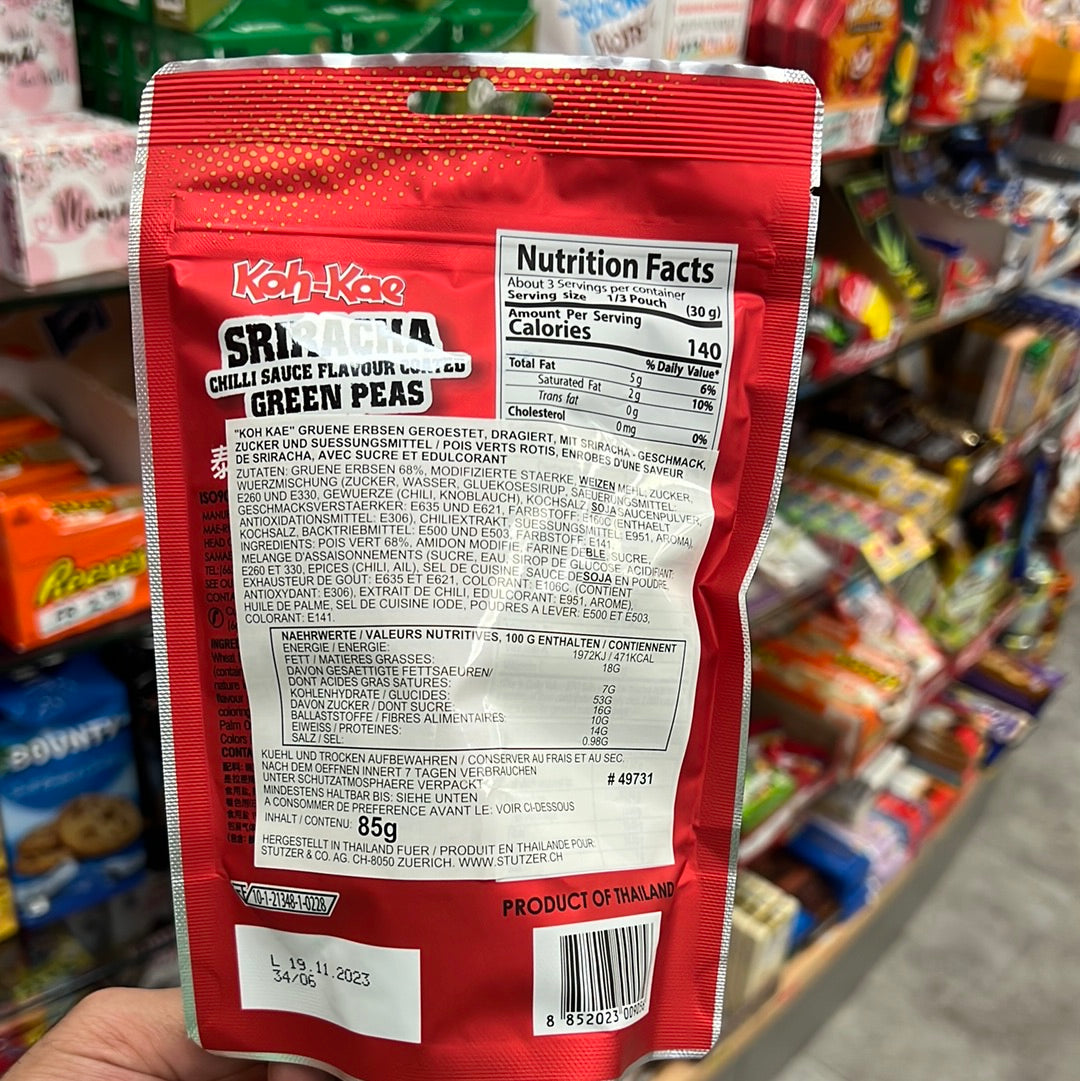 Koh-Kae
SRIRACHA
CHILLI SAUCE FLAVOUR COATED
GREEN PEAS
Nutrition Facts
About 3 Servings per container
Serving size 1/3 Pouch (30 g)
Amount Per Serving
Calories 140
% Daily Value*
Total Fat 5g 6%
Saturated Fat 2g 10%
Trans fat 0g
Cholesterol 0mg 0%
"KOH KAE" GRUENE ERBSEN GEROESTET, DRAGIERT, MIT SRIRACHA - GESCHMACK,
ZUCKER UND SUESSUNGSMITTEL / POIS VERTS ROTIS, ENROBES D'UNE SAVEUR
DE SRIRACHA, AVEC SUCRE ET EDULCORANT
ZUTATEN: GRUENE ERBSEN 68%, MODIFIZIERTE STAERKE, WEIZEN MEHL, ZUCKER,
WUERZMISCHUNG (ZUCKER, WASSER, GLUEKOSESIRUP, SAEUERUNGSMITTEL:
E260 UND E330, GEWUERZE (CHILI, KNOBLAUCH), KOCHSALZ, SOJASAUCENPULVER,
GESCHMACKSVERSTAERKER: E635 UND E621, FARBSTOFF: E160C (ENTHAELT
ANTIOXIDATIONSMITTEL: E306), CHILIEXTRAKT, SUESSUNGSMITTEL E951, AROMA),
KOCHSALZ, BACKTRIEBMITTEL: E500 UND E503, FARBSTOFF: E141.
INGREDIENTS: POIS VERT 68%, AMIDON MODIFIE, FARINE DE BLE, SUCRE,
MELANGE D'ASSAISONNEMENTS (SUCRE, EAU, SIROP DE GLUCOSE, ACIDIFIANT:
E260 ET 330, EPICES (CHILI, AIL), SEL DE CUISINE, SAUCE DE SOJA EN POUDRE,
EXHAUSTEUR DE GOUT: E635 ET E621, COLORANT: E106C, (CONTIENT
ANTIOXYDANT: E306), EXTRAIT DE CHILI, EDULCORANT: E951, AROME),
HUILE DE PALME, SEL DE CUISINE IODE, POUDRES A LEVER: E500 ET E503,
COLORANT: E141.
NAEHRWERTE / VALEURS NUTRITIVES, 100 G ENTHALTEN / CONTIENNENT
ENERGIE / ENERGIE: 1972KJ / 471KCAL
FETT / MATIERES GRASSES: 18G
DAVON GESAETTIGTE FETTSAEUREN/
DONT ACIDES GRAS SATURES: 7G
KOHLENHYDRATE / GLUCIDES: 53G
DAVON ZUCKER / DONT SUCRE: 16G
BALLASTSTOFFE / FIBRES ALIMENTAIRES: 10G
EIWEISS / PROTEINES: 14G
SALZ / SEL: 0.98G
KUEHL UND TROCKEN AUFBEWAHREN / CONSERVER AU FRAIS ET AU SEC.
NACH DEM OEFFNEN INNERT 7 TAGEN VERBRAUCHEN # 49731
UNTER SCHUTZATMOSPHAERE VERPACKT
MINDESTENS HALTBAR BIS: SIEHE UNTEN
A CONSOMMER DE PREFERENCE AVANT LE: VOIR CI-DESSOUS
INHALT / CONTENU: 85g
HERGESTELLT IN THAILAND FUER / PRODUIT EN THAILANDE POUR:
STUTZER & CO. AG. CH-8050 ZUERICH. WWW.STUTZER.CH
10-1-21348-1-0228
PRODUCT OF THAILAND
L 19.11.2023
34/06
8 852023
Reese's
BOUNTY